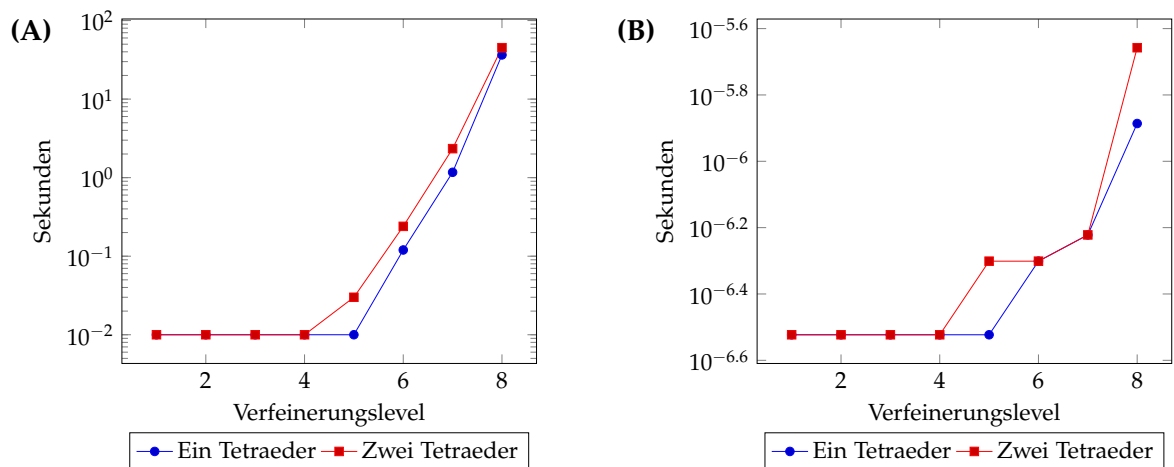 (A)
10^2
10^1
10^0
10^−1
10^−2
Sekunden
2 4 6 8
Verfeinerungslevel
Ein Tetraeder Zwei Tetraeder
(B)
10^−5.6
10^−5.8
10^−6
10^−6.2
10^−6.4
10^−6.6
Sekunden
2 4 6 8
Verfeinerungslevel
Ein Tetraeder Zwei Tetraeder